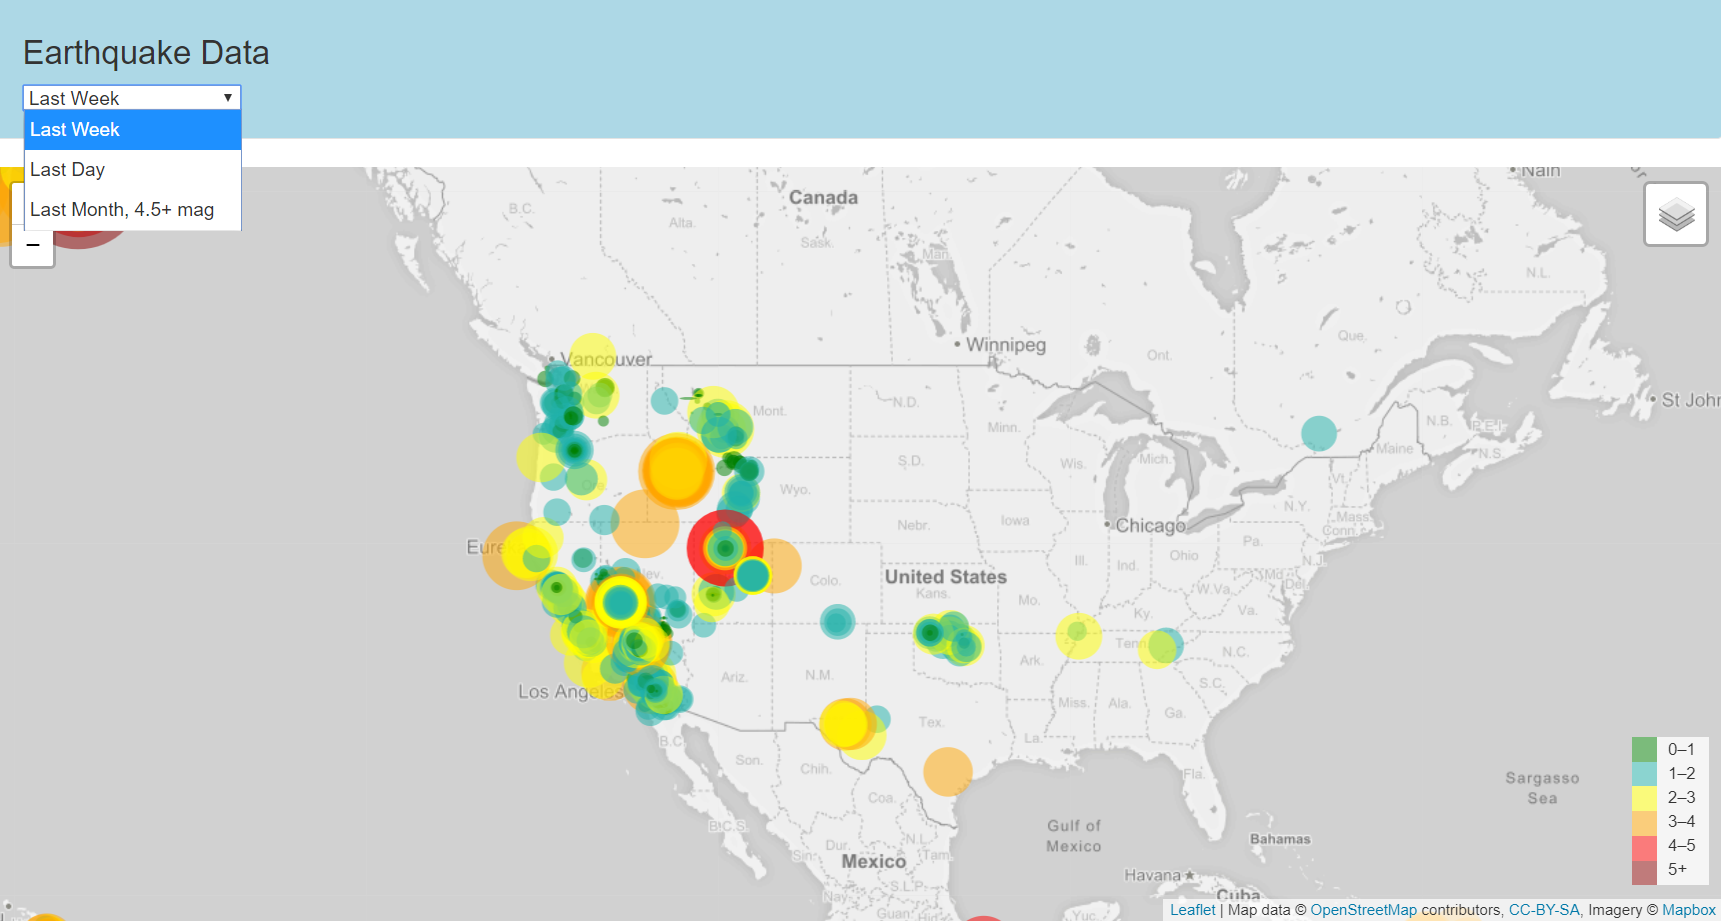 Earthquake Data
Last Week
Last Week
Last Day
Last Month, 4.5+ mag
−
Nain
Canada
B.C.
Alta.
Sask.
Man.
N.L.
Que.
Ont.
Vancouver
Winnipeg
St John
N.B.
P.E.I.
N.S.
Maine
Mont.
N.D.
Minn.
S.D.
Wis.
Mich.
Vt.
Wyo.
N.Y.
Mass.
Conn.
Iowa
Chicago
Nebr.
Pa.
Eure
Ohio
N.J.
Ill.
Ind.
Md.
Del.
Nev.
Colo.
United States
Kans.
Mo.
W.Va.
Va.
Ky.
Tenn.
N.C.
Ark.
Los Angeles
Ariz.
N.M.
S.C.
Miss.
Ala.
Ga.
Tex.
La.
B.C.
Son.
Chih.
Fla.
Coa.
Sargasso
Sea
Gulf of
Mexico
B.C.S.
Bahamas
Dur.
N.L.
Sin.
Mexico
Tam.
Havana
S.L.P.
Nay.
Cuba
Guan.
Hid.
Yuc.
0–1
1–2
2–3
3–4
4–5
5+
Leaflet | Map data © OpenStreetMap contributors, CC-BY-SA, Imagery © Mapbox